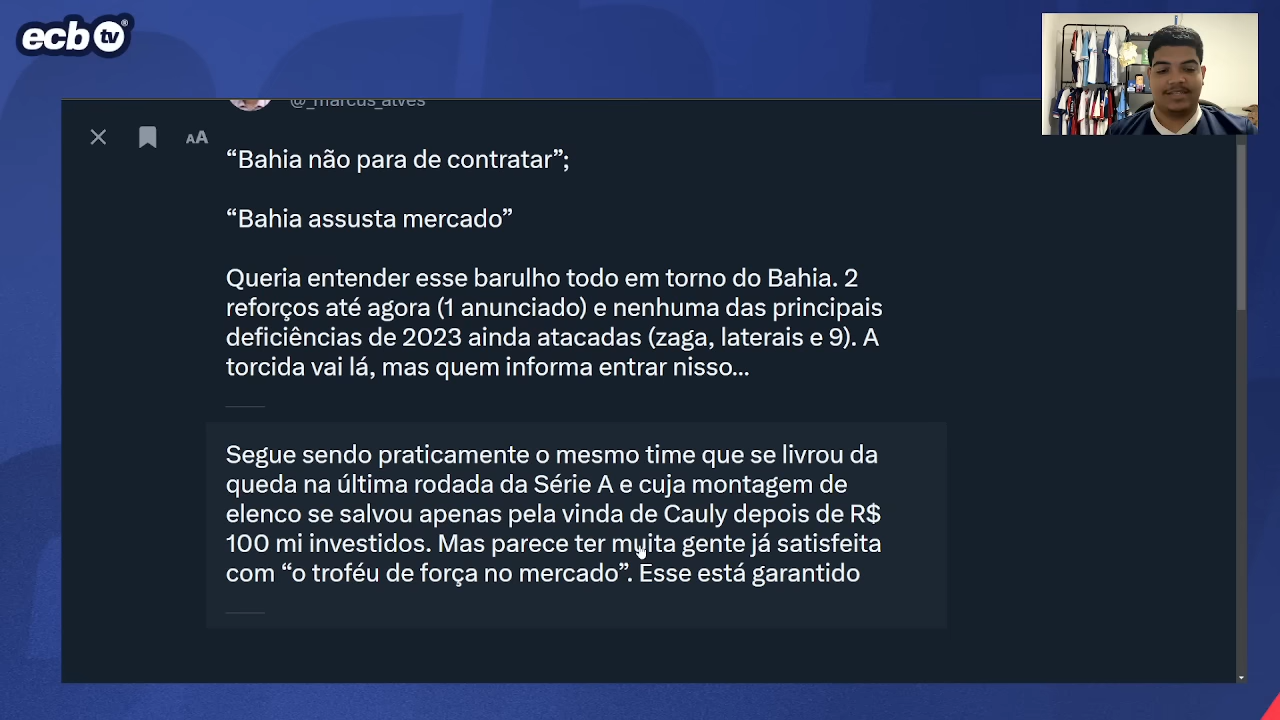 ecb tv
@_marcus_alves
AA
“Bahia não para de contratar”;
“Bahia assusta mercado”
Queria entender esse barulho todo em torno do Bahia. 2
reforços até agora (1 anunciado) e nenhuma das principais
deficiências de 2023 ainda atacadas (zaga, laterais e 9). A
torcida vai lá, mas quem informa entrar nisso...
Segue sendo praticamente o mesmo time que se livrou da
queda na última rodada da Série A e cuja montagem de
elenco se salvou apenas pela vinda de Cauly depois de R$
100 mi investidos. Mas parece ter muita gente já satisfeita
com “o troféu de força no mercado”. Esse está garantido